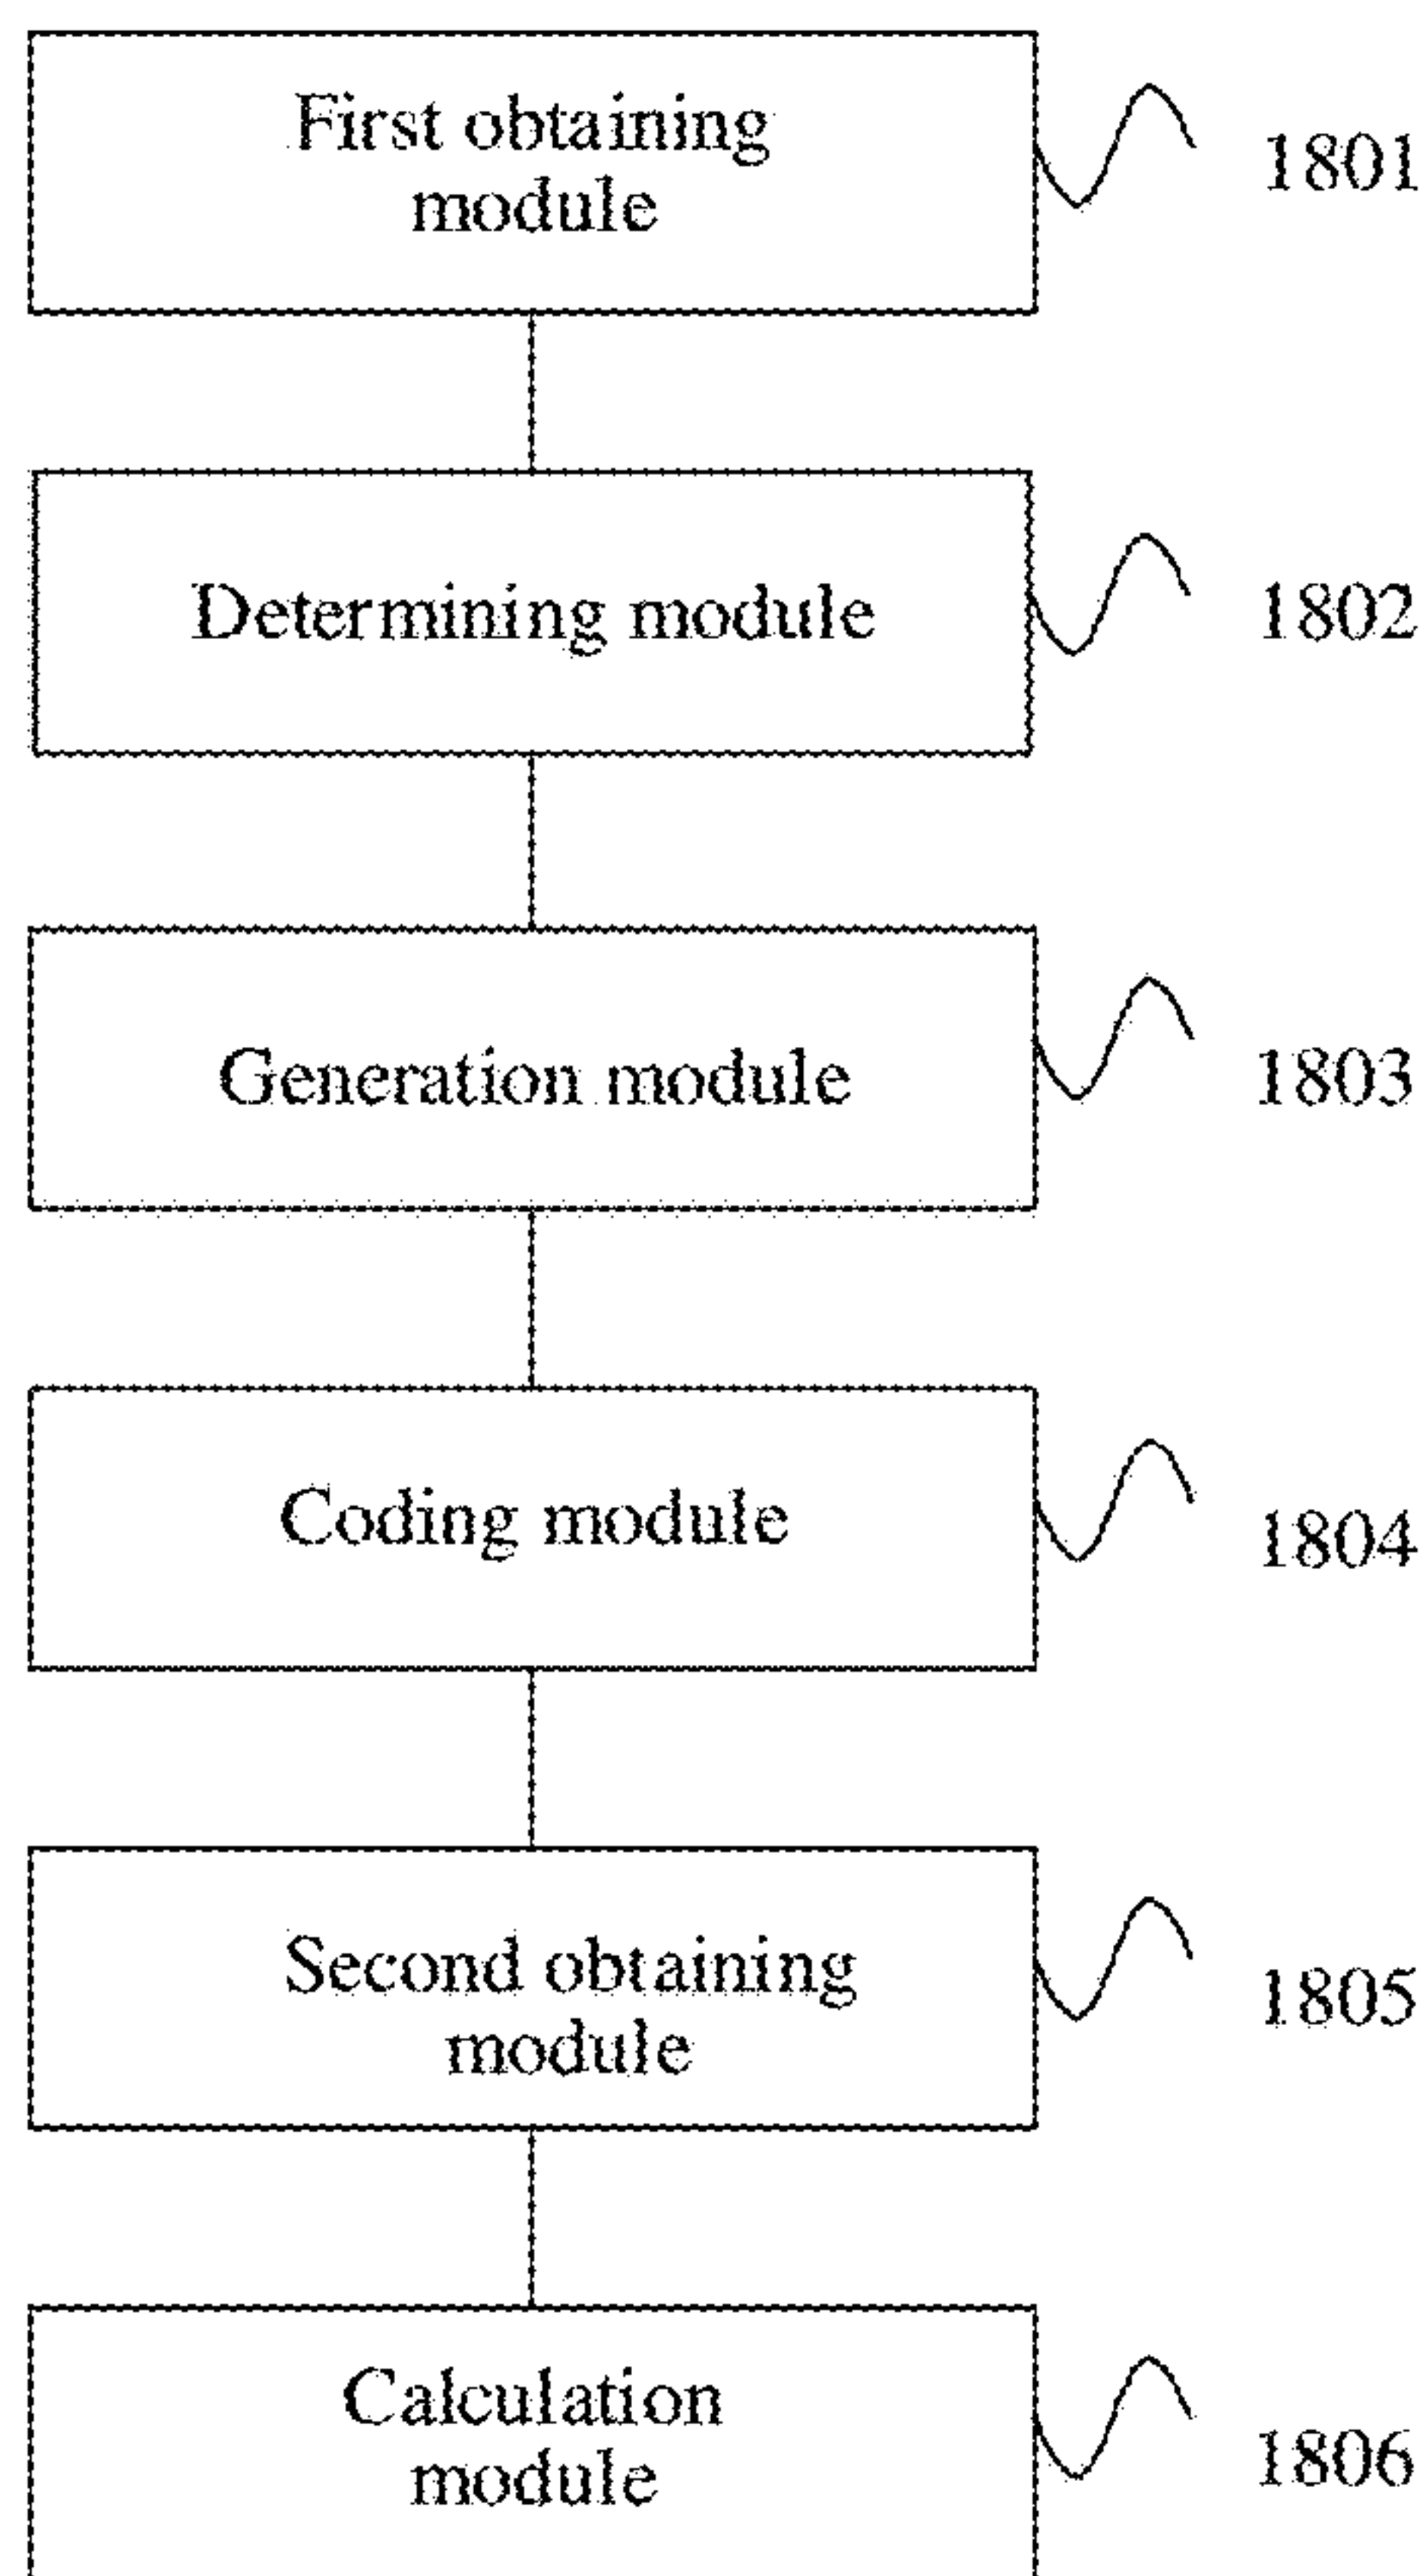 First obtaining
module
1801
Determining module
1802
Generation module
1803
Coding module
1804
Second obtaining
module
1805
Calculation
module
1806